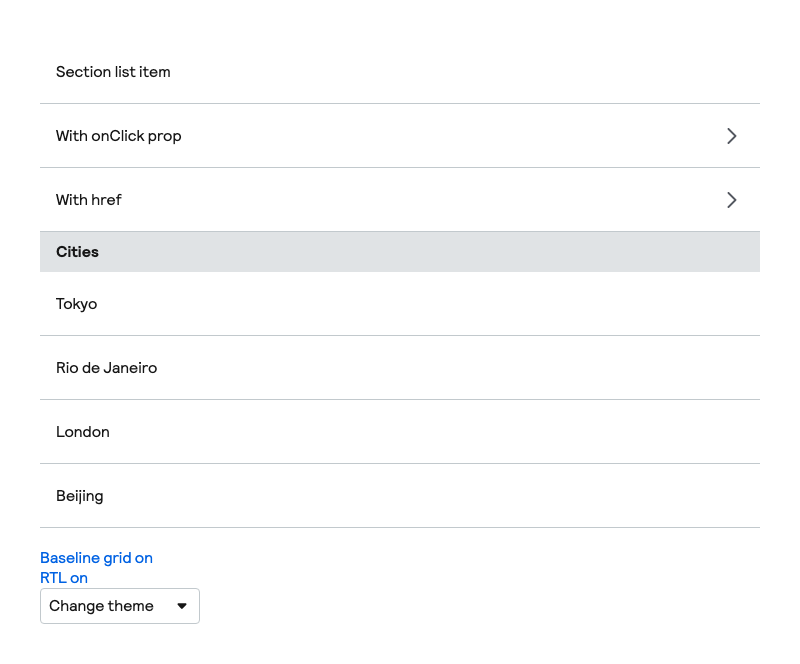 Section list item
With onClick prop
With href
Cities
Tokyo
Rio de Janeiro
London
Beijing
Baseline grid on
RTL on
Change theme